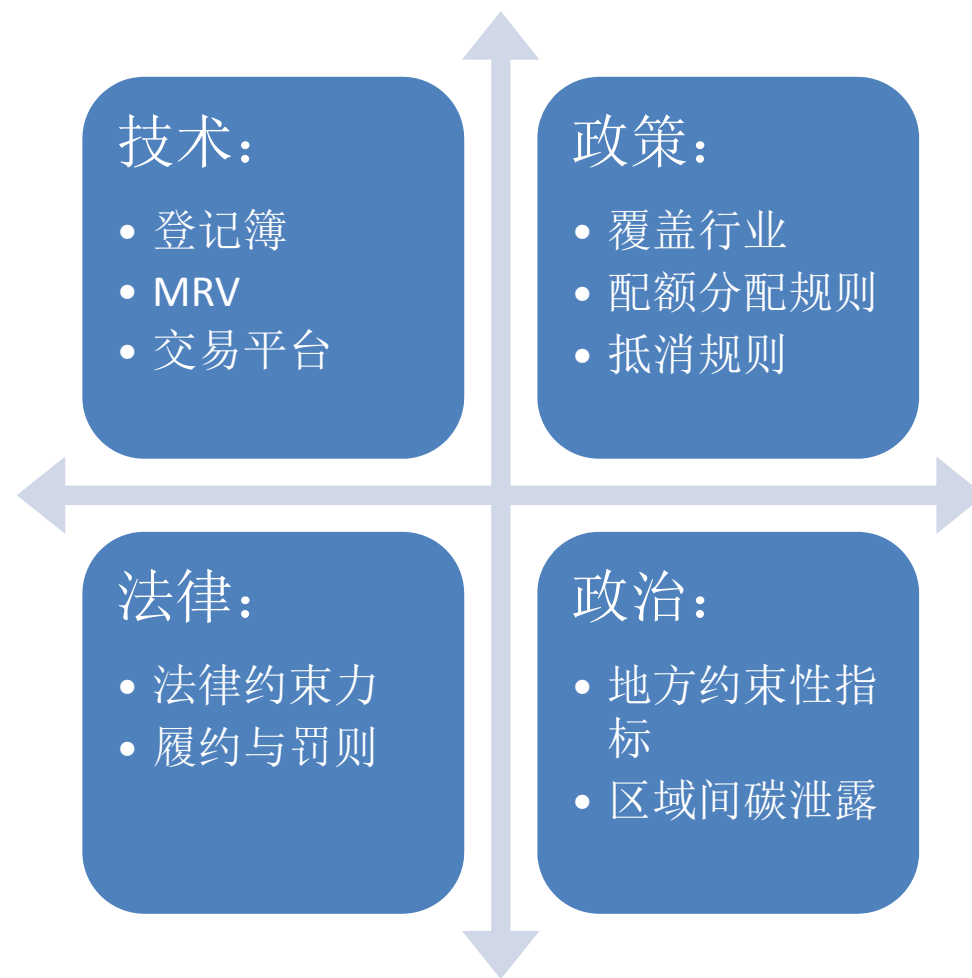 技术：
• 登记簿
• MRV
• 交易平台
政策：
• 覆盖行业
• 配额分配规则
• 抵消规则
法律：
• 法律约束力
• 履约与罚则
政治：
• 地方约束性指
标
• 区域间碳泄露